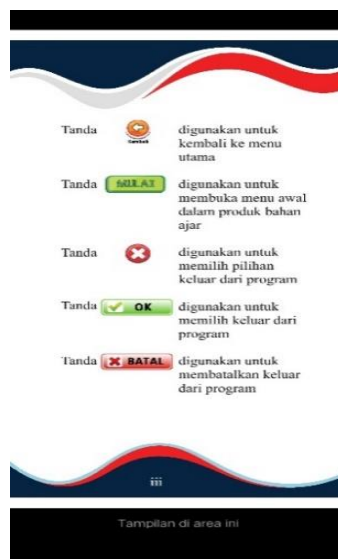 Tanda kembali digunakan untuk
kembali ke menu
utama
Tanda MULAI digunakan untuk
membuka menu awal
dalam produk bahan
ajar
Tanda digunakan untuk
memilih pilihan
keluar dari program
Tanda OK digunakan untuk
memilih keluar dari
program
Tanda BATAL digunakan untuk
membatalkan keluar
dari program
iii
Tampilan di area ini